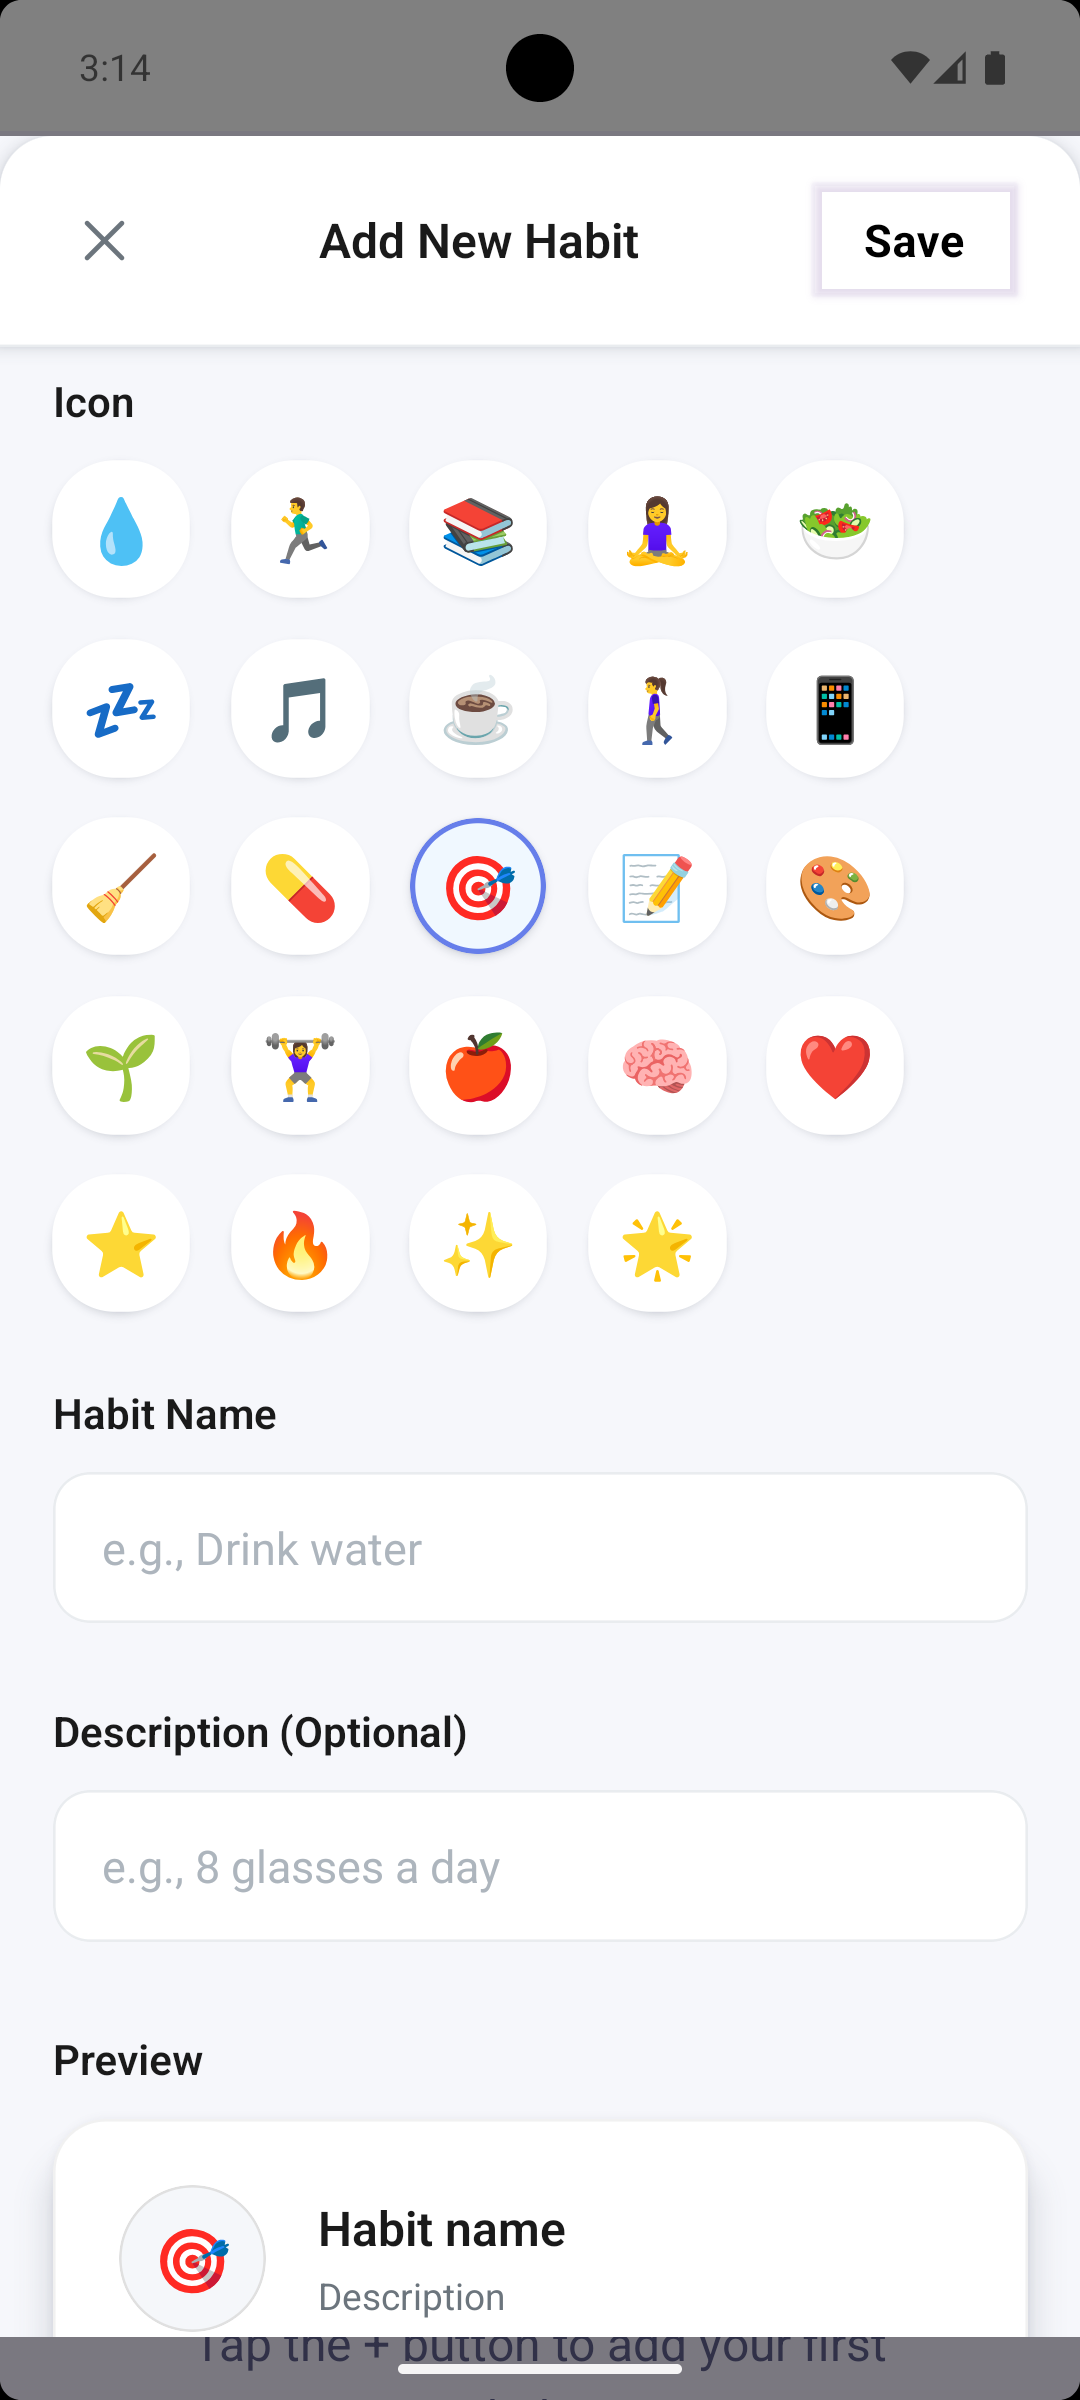 3:14
Add New Habit
Save
Icon
Habit Name
e.g., Drink water
Description (Optional)
e.g., 8 glasses a day
Preview
Habit name
Description
Tap the + button to add your first